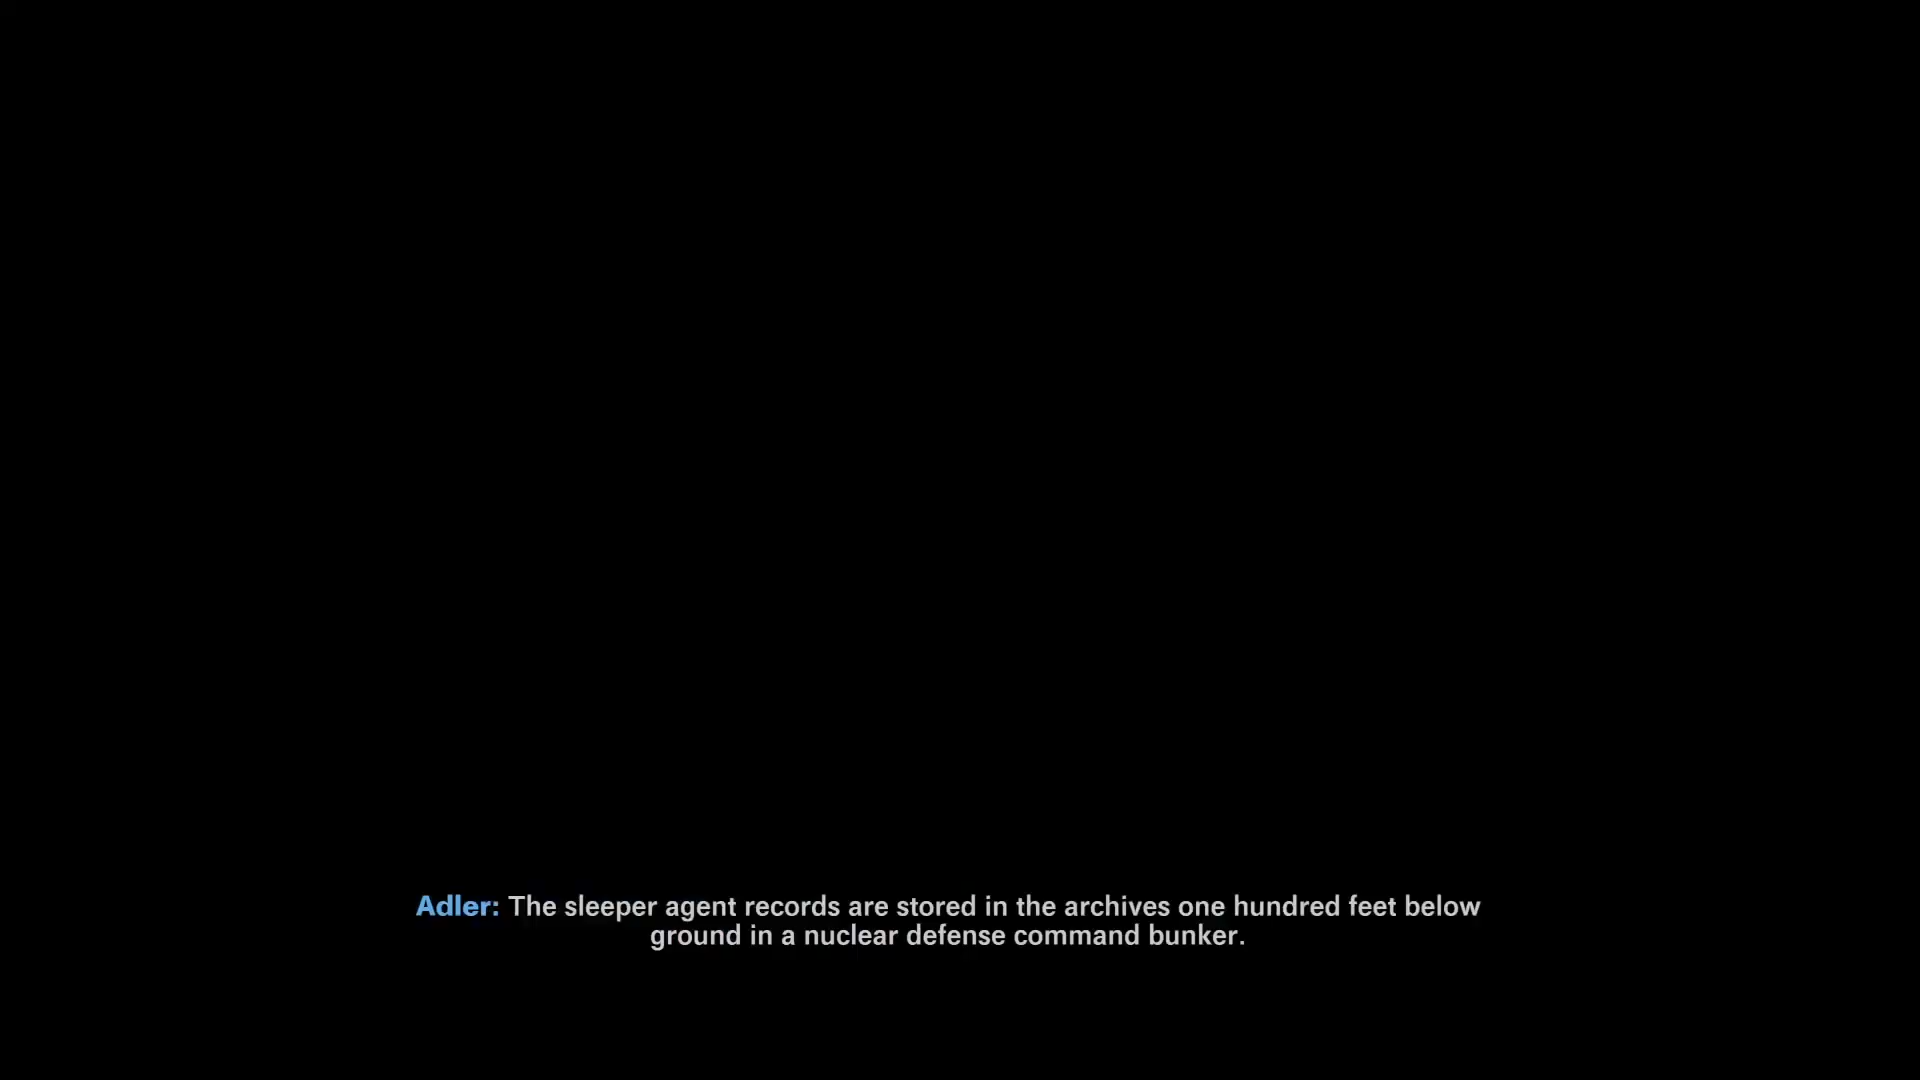 Adler: The sleeper agent records are stored in the archives one hundred feet below
ground in a nuclear defense command bunker.